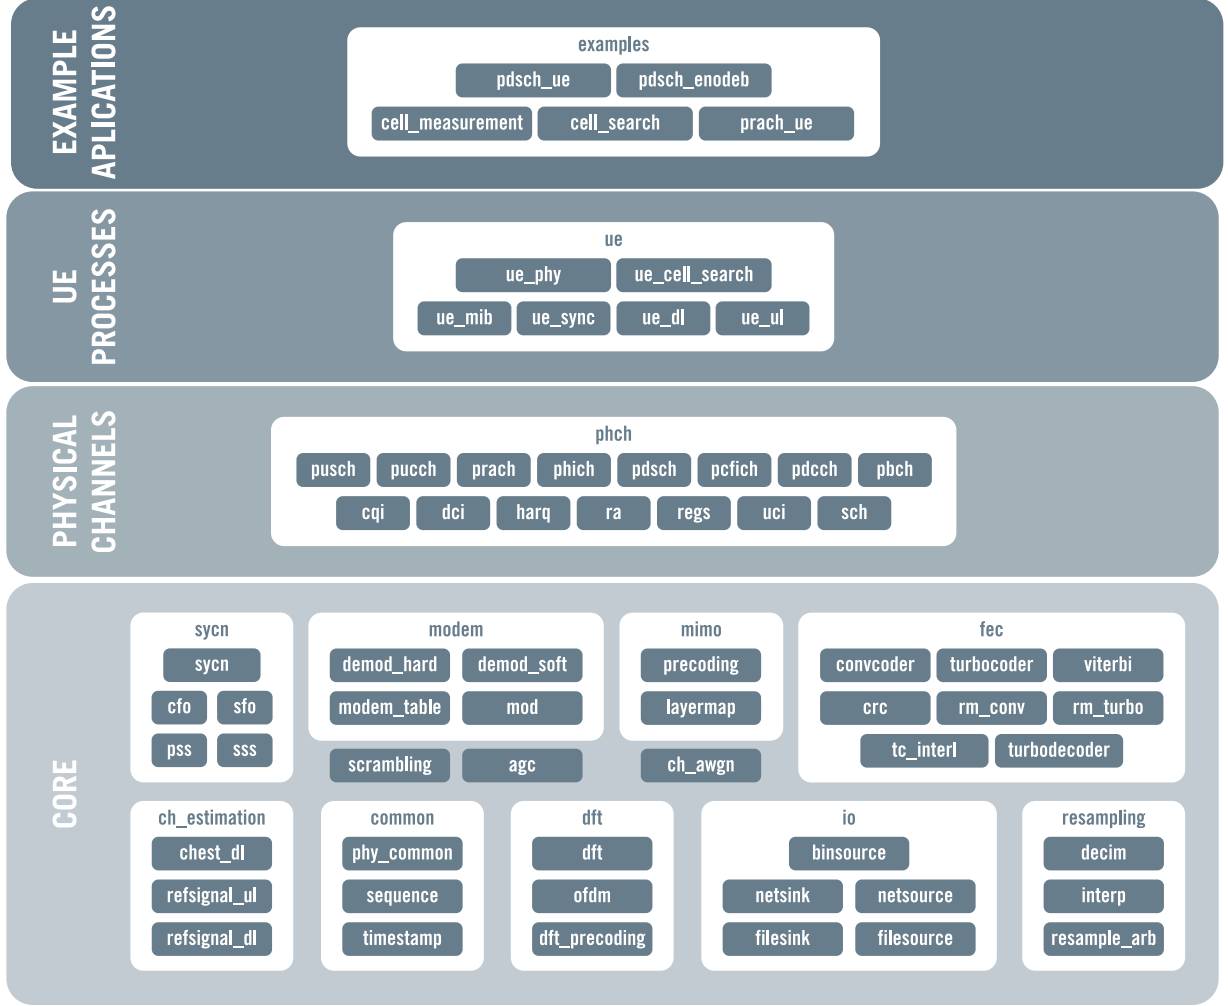 EXAMPLE
APLICATIONS
examples
pdsch_ue pdsch_enodeb
cell_measurement cell_search prach_ue
UE
PROCESSES
ue
ue_phy ue_cell_search
ue_mib ue_sync ue_dl ue_ul
PHYSICAL
CHANNELS
phch
pusch pucch prach phich pdsch pcfich pdcch pbch
cqi dci harq ra regs uci sch
CORE
sycn
sycn
cfo sfo
pss sss
modem
demod_hard demod_soft
modem_table mod
scrambling agc
mimo
precoding
layermap
ch_awgn
fec
convcoder turbocoder viterbi
crc rm_conv rm_turbo
tc_interl turbodecoder
ch_estimation
chest_dl
refsignal_ul
refsignal_dl
common
phy_common
sequence
timestamp
dft
dft
ofdm
dft_precoding
io
binsource
netsink netsource
filesink filesource
resampling
decim
interp
resample_arb